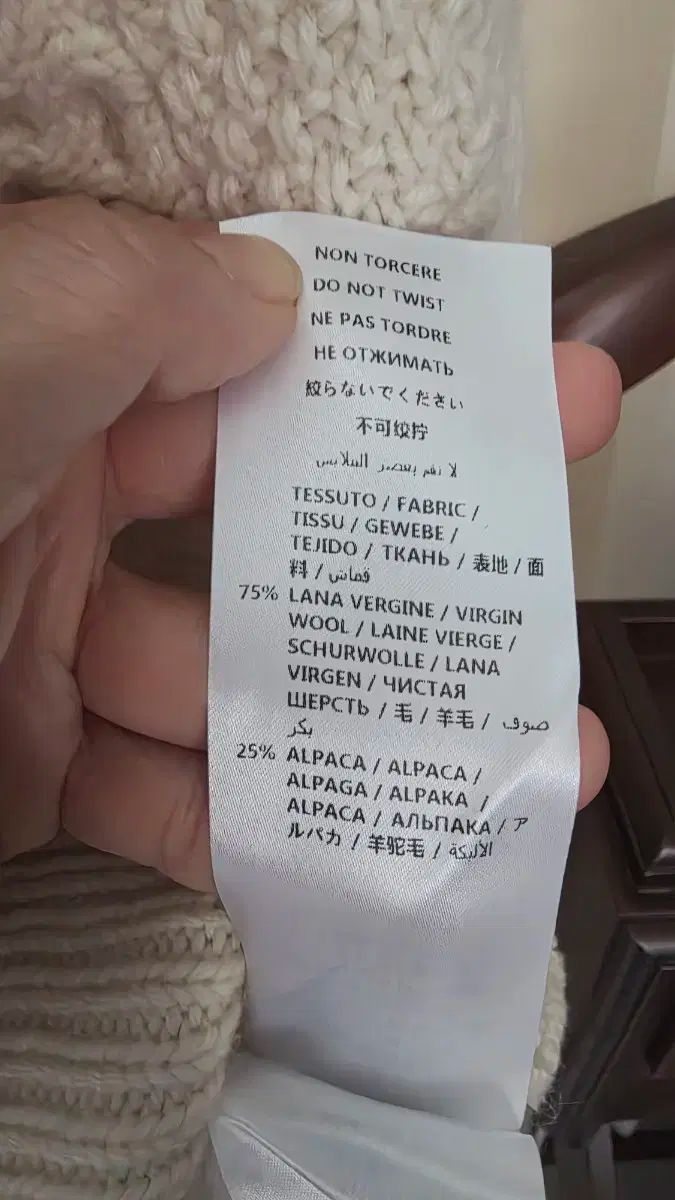 NON TORCERE
DO NOT TWIST
NE PAS TORDRE
НЕ ОТЖИМАТЬ
絞らないでください
不可绞拧
لا تقم بعصر الملابس
TESSUTO / FABRIC /
TISSU / GEWEBE /
TEJIDO / ТКАНЬ / 表地 / 面
料 / قماش
75% LANA VERGINE / VIRGIN
WOOL / LAINE VIERGE /
SCHURWOLLE / LANA
VIRGEN / ЧИСТАЯ
ШЕРСТЬ / 毛 / 羊毛 / صوف
بكر
25% ALPACA / ALPACA /
ALPAGA / ALPAKA /
ALPACA / АЛЬПАКА / ア
ルパカ / 羊驼毛 / الألبكة